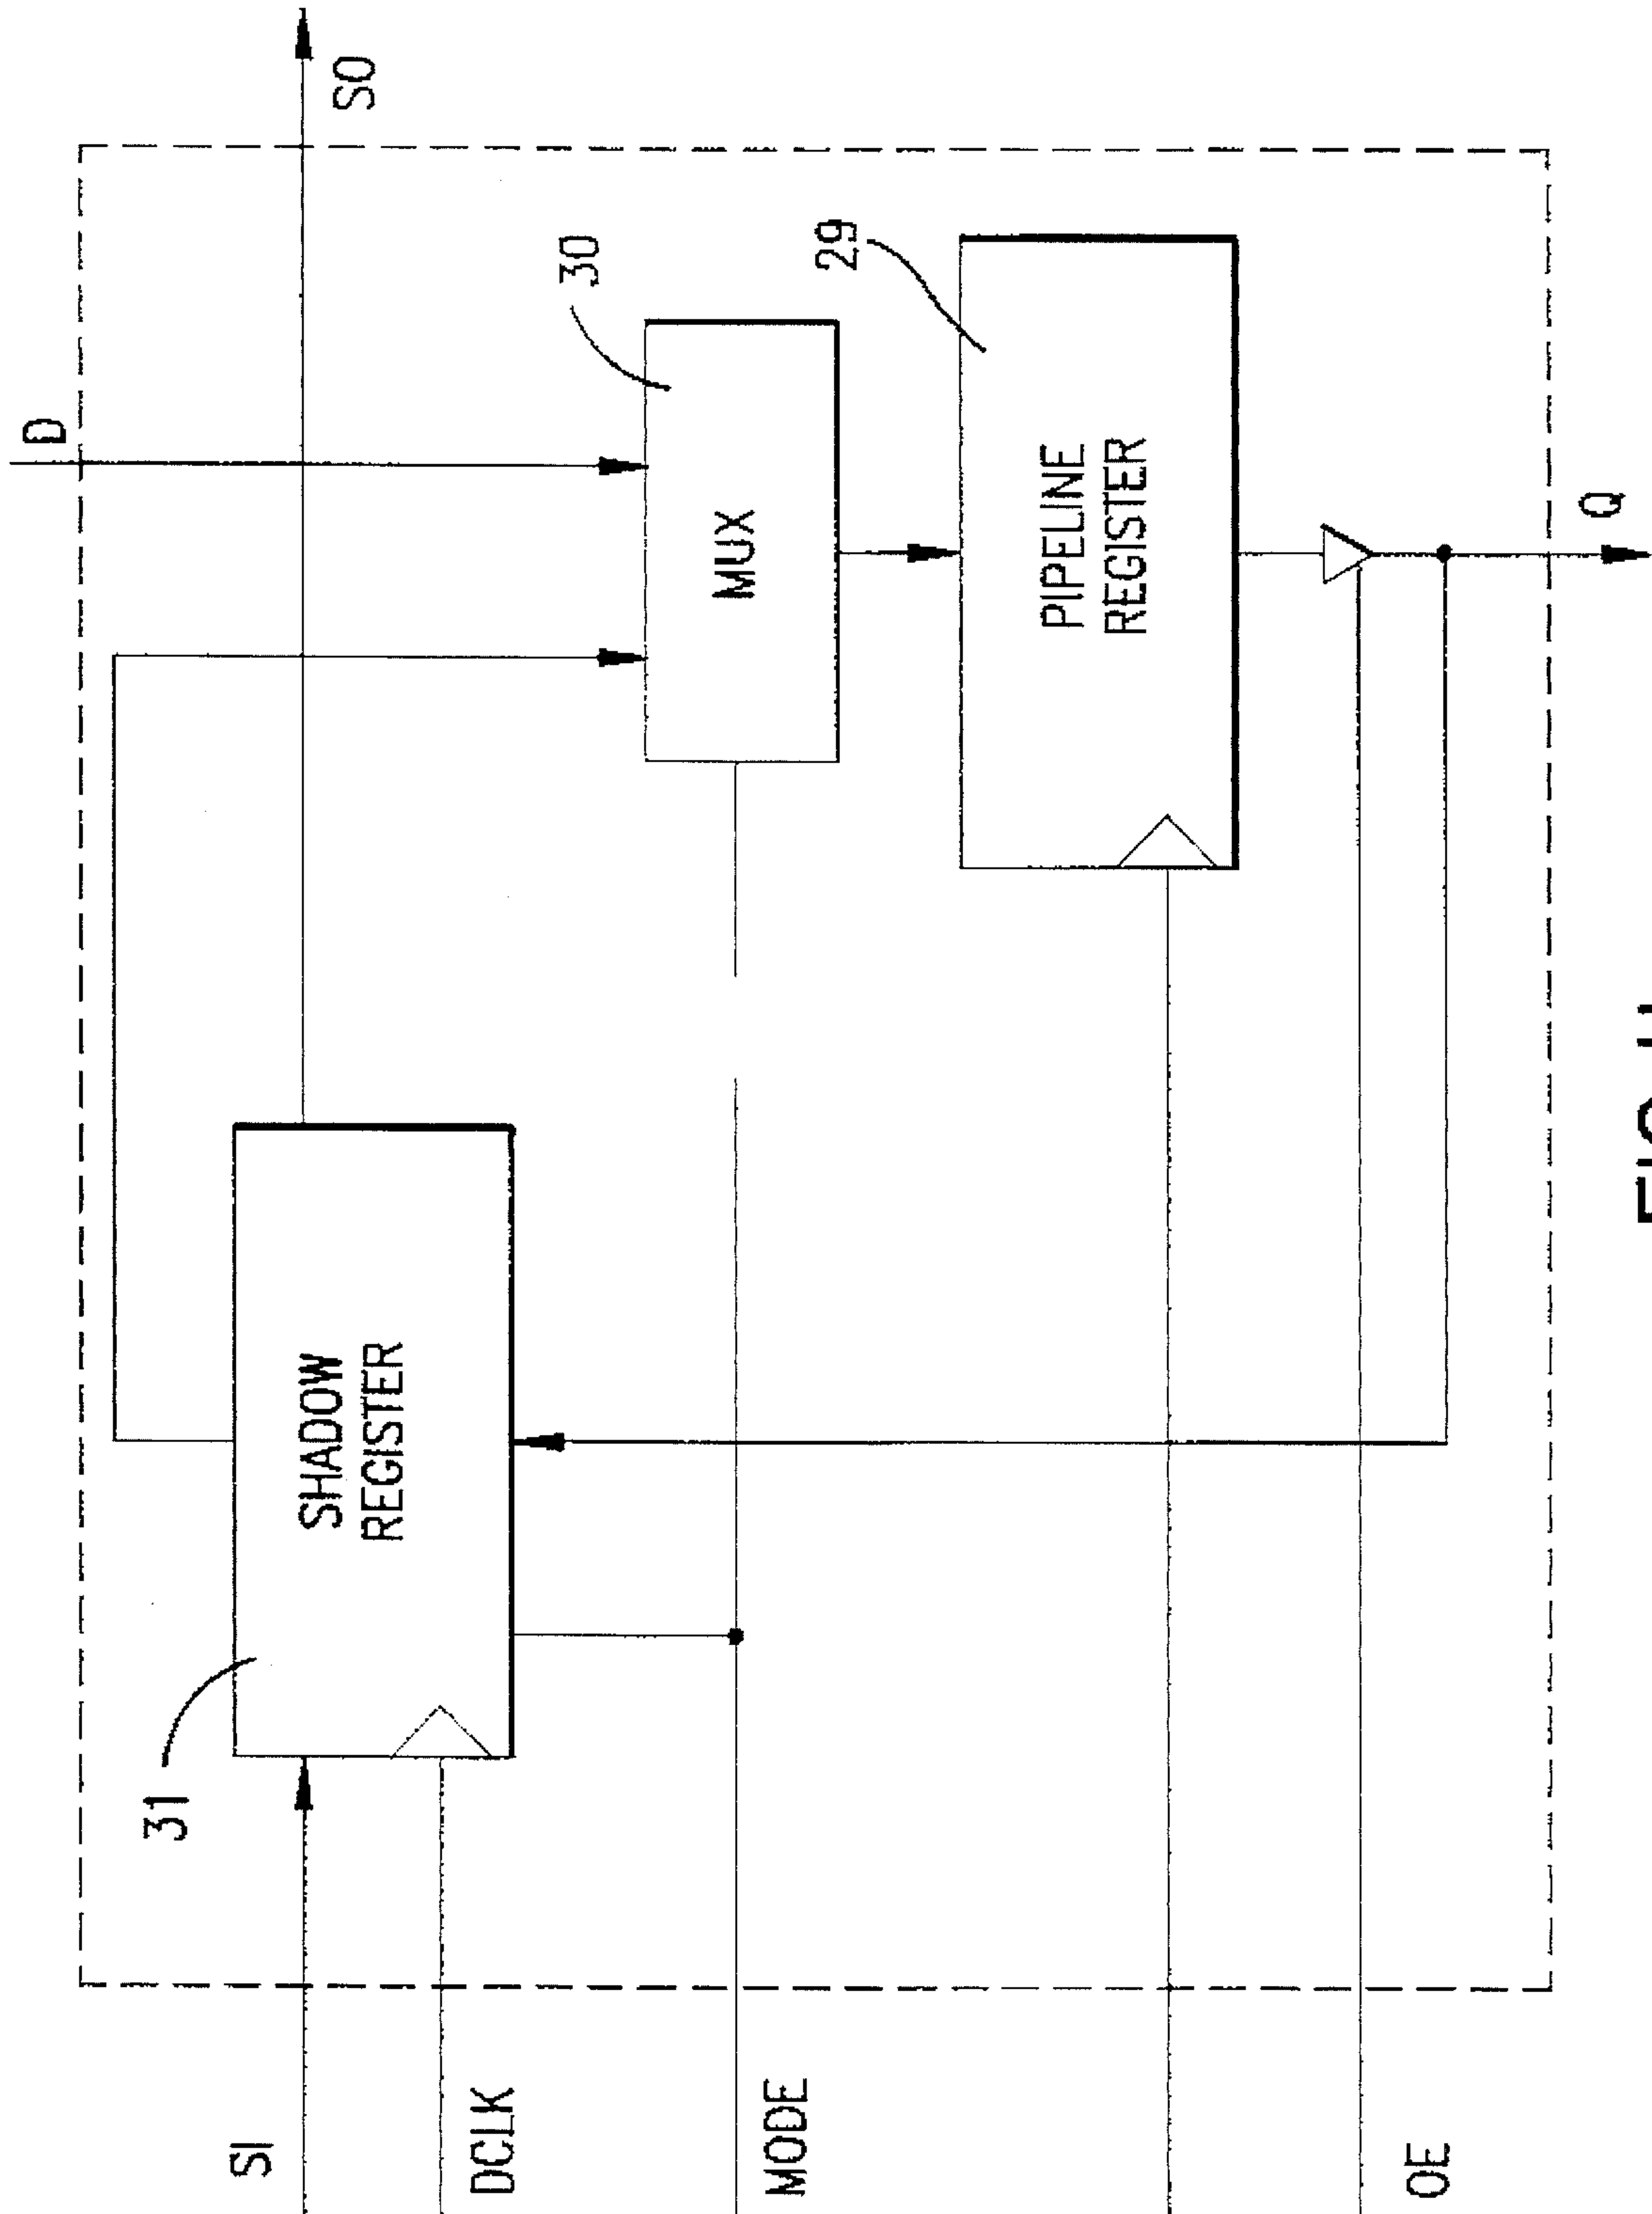 SO
D
30
29
MUX
PIPELINE
REGISTER
Q
SHADOW
REGISTER
31
SI
DCLK
MODE
OE